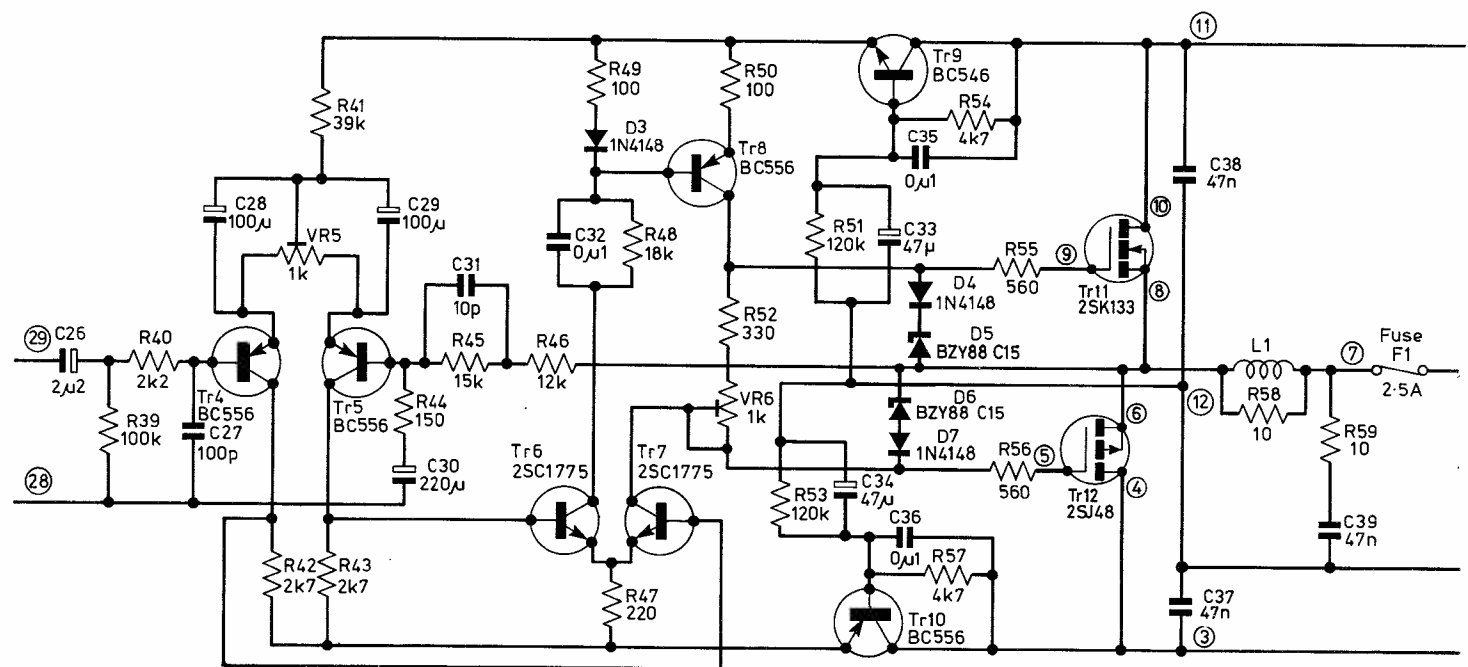 11
R49
100
R50
100
Tr9
BC546
R41
39k
R54
4k7
D3
1N4148
Tr8
BC556
C35
0µ1
C38
47n
C28
100µ
C29
100µ
VR5
1k
C32
0µ1
R48
18k
R51
120k
C33
47µ
10
9
R55
560
Tr11
2SK133
8
C31
10p
D4
1N4148
R52
330
D5
BZY88 C15
29
C26
2µ2
R40
2k2
R45
15k
R46
12k
L1
7
Fuse
F1
2·5A
Tr4
BC556
Tr5
BC556
R44
150
VR6
1k
D6
BZY88 C15
12
R58
10
6
R39
100k
C27
100p
D7
1N4148
R59
10
28
C30
220µ
Tr6
2SC1775
Tr7
2SC1775
C34
47µ
R56
560
5
4
Tr12
2SJ48
R53
120k
C36
0µ1
C39
47n
R42
2k7
R43
2k7
R57
4k7
R47
220
Tr10
BC556
C37
47n
3